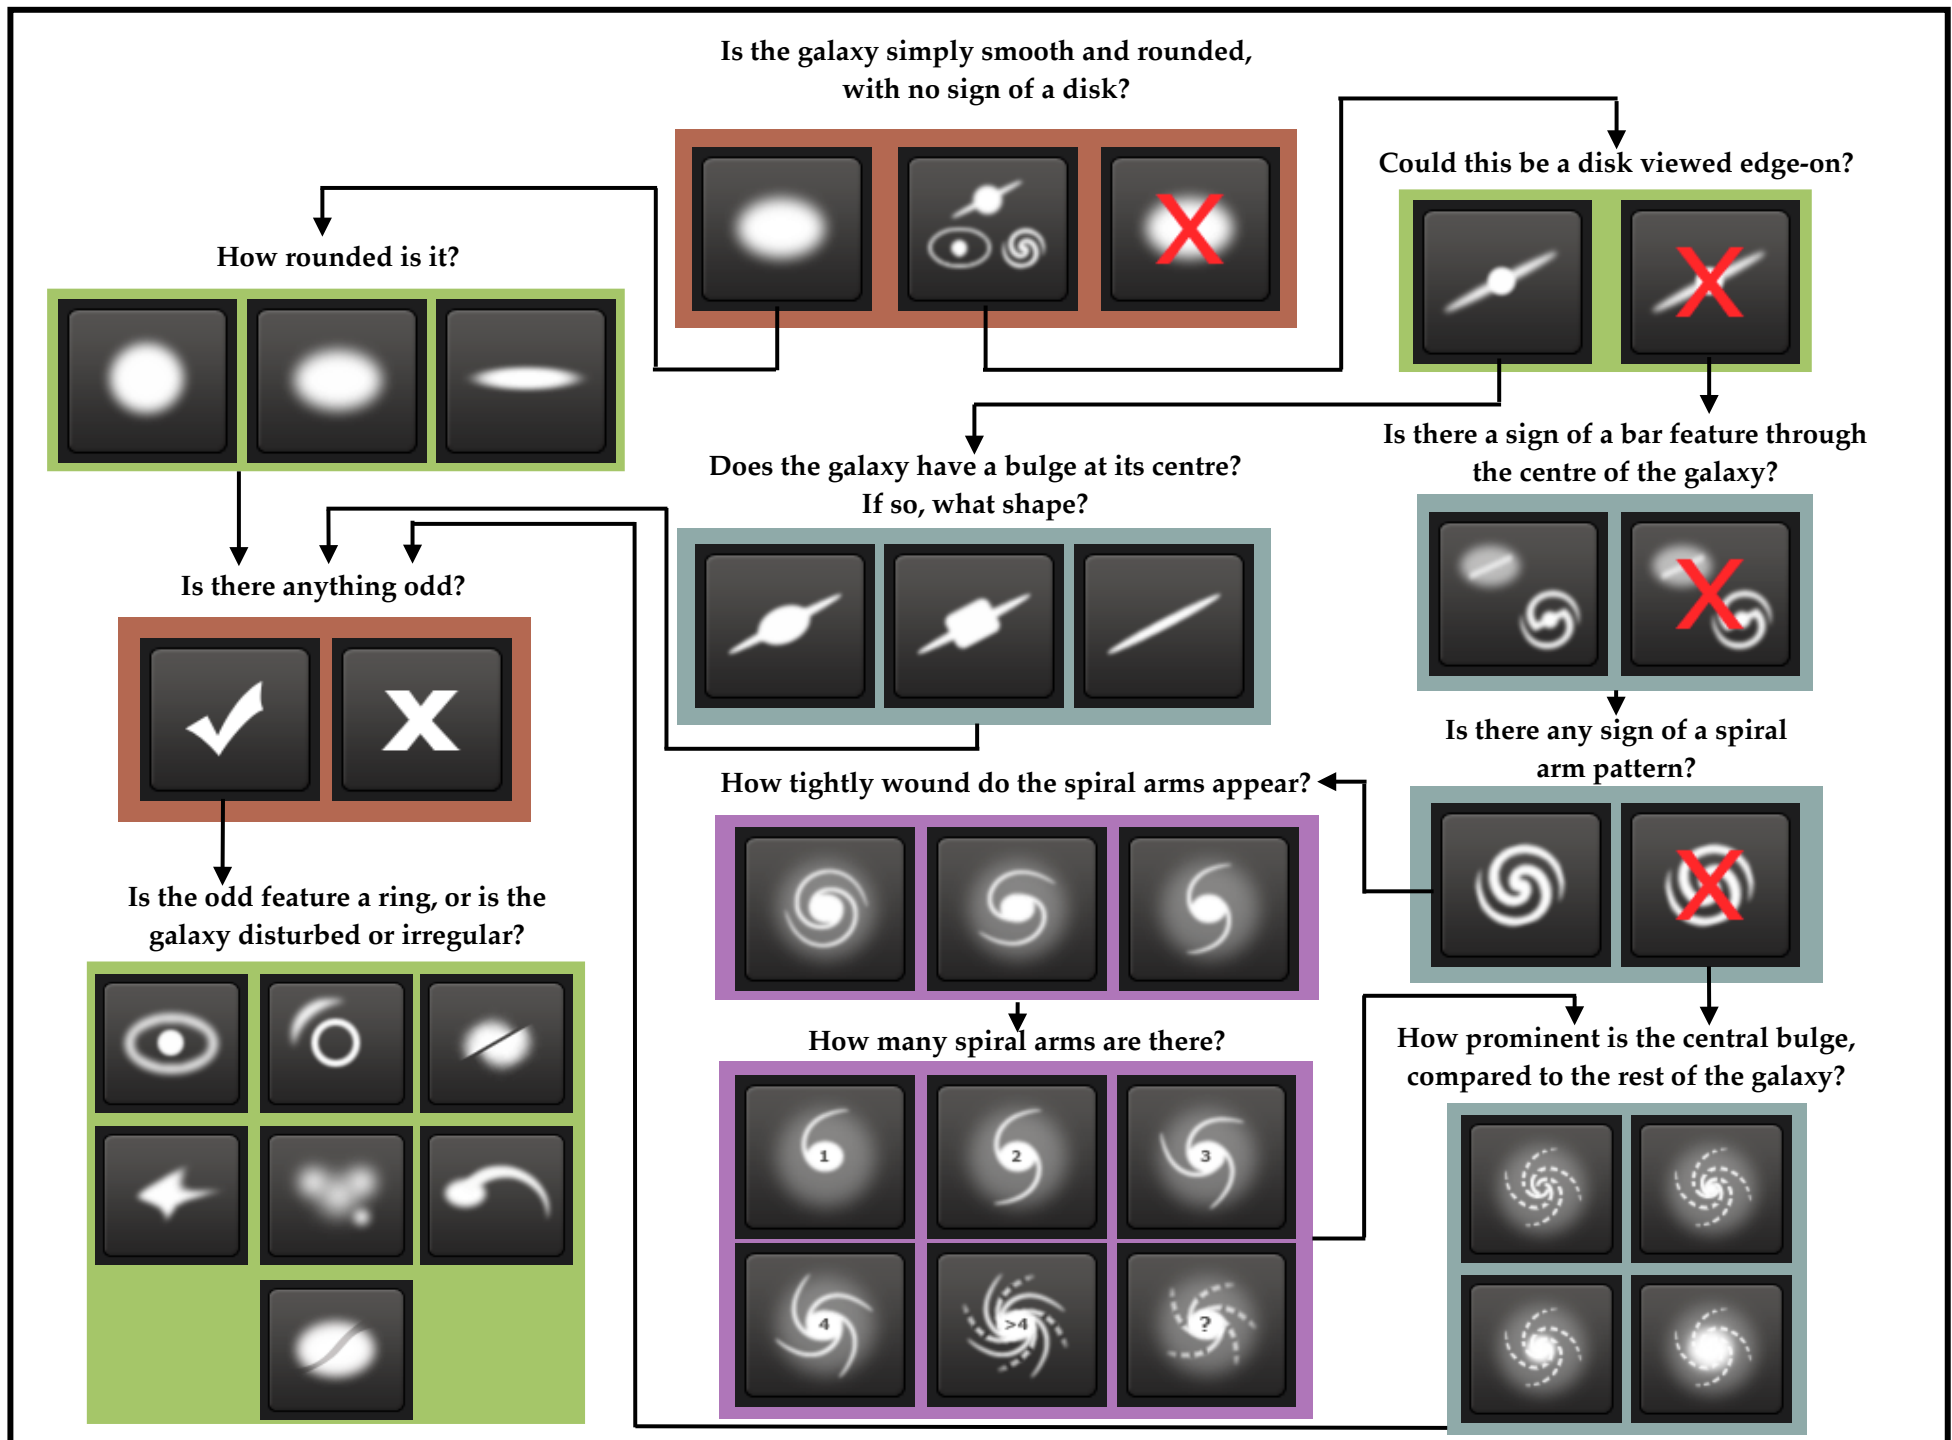 Is the galaxy simply smooth and rounded,
with no sign of a disk?
Could this be a disk viewed edge-on?
How rounded is it?
Is there a sign of a bar feature through
the centre of the galaxy?
Does the galaxy have a bulge at its centre?
If so, what shape?
Is there anything odd?
Is there any sign of a spiral
arm pattern?
How tightly wound do the spiral arms appear?
Is the odd feature a ring, or is the
galaxy disturbed or irregular?
How many spiral arms are there?
How prominent is the central bulge,
compared to the rest of the galaxy?
1
2
3
4
>4
?